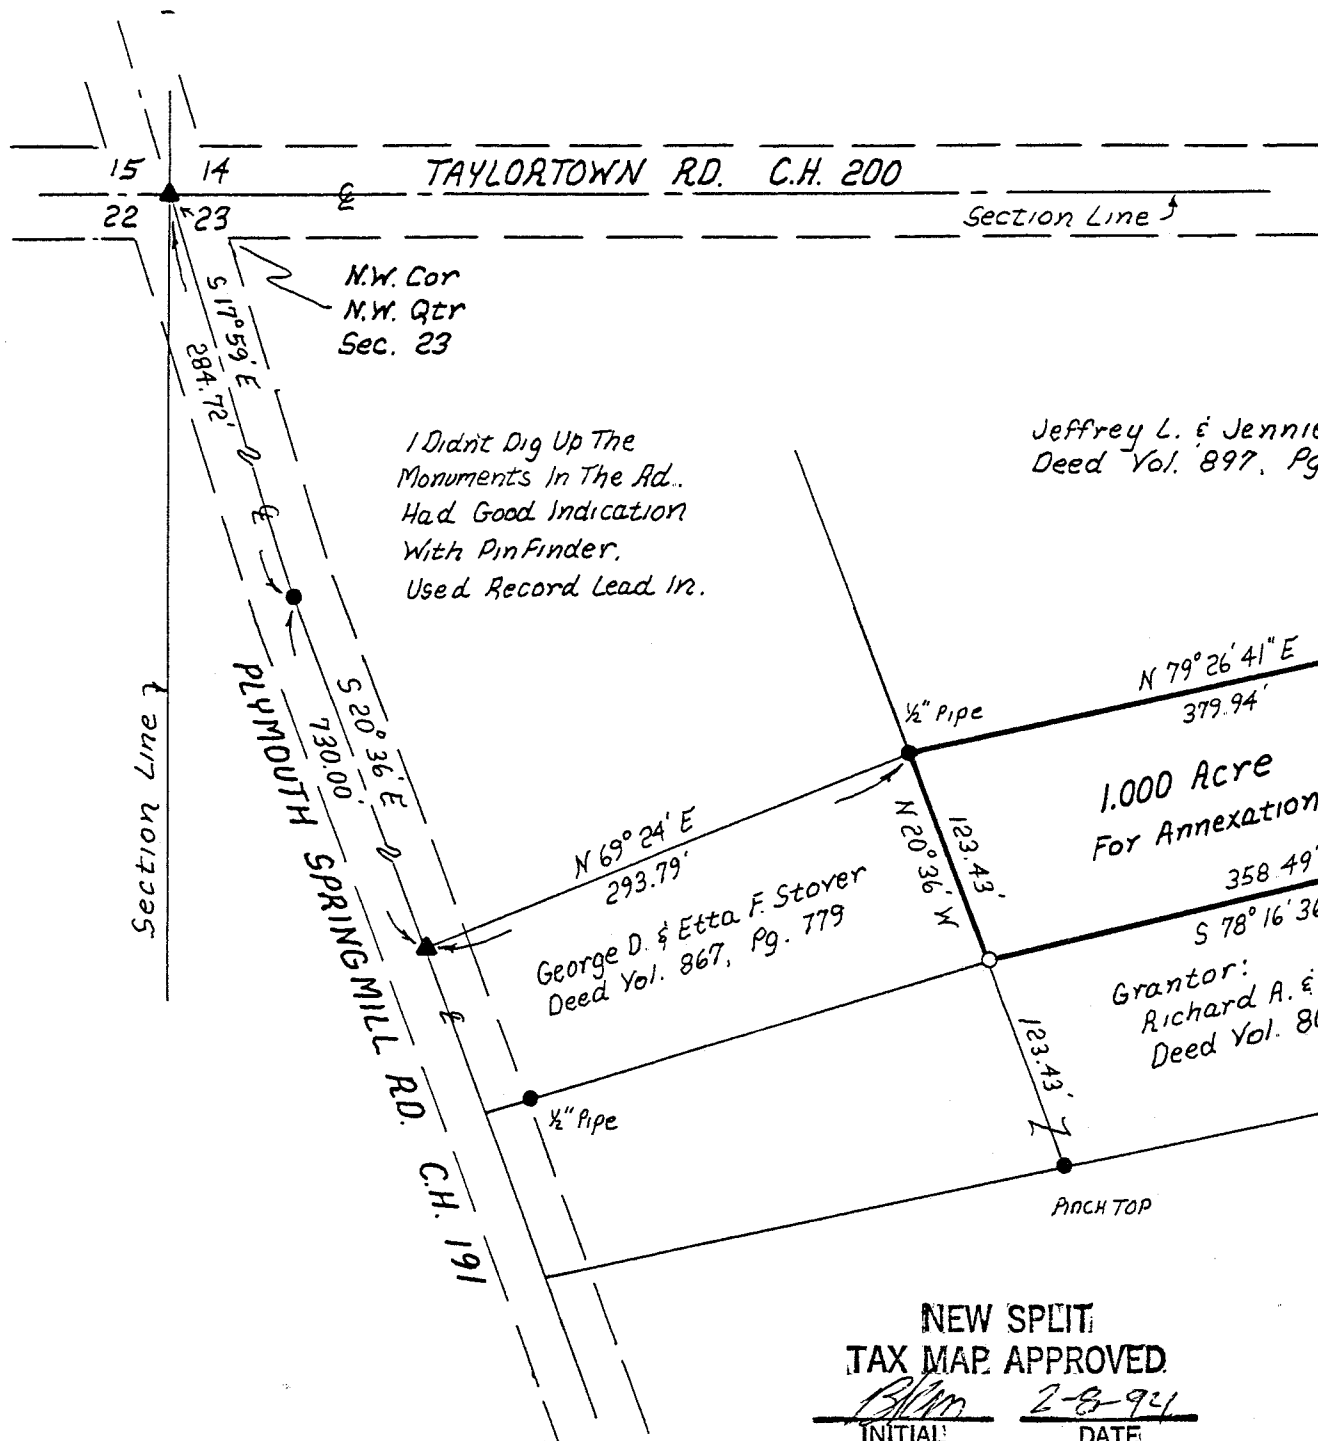 15 14
TAYLORTOWN RD. C.H. 200
22 23
Section Line
N.W. Cor
N.W. Qtr
Sec. 23
S 17° 59' E
284.72'
I Didn't Dig Up The
Monuments In The Rd.
Had Good Indication
With PinFinder.
Used Record Lead In.
Jeffrey L. & Jennie
Deed Vol. 897, Pg
Section Line
PLYMOUTH SPRINGMILL RD. C.H. 191
S 20° 36' E
730.00'
N 79° 26' 41" E
379.94'
1/2" Pipe
1.000 Acre
For Annexation
N 69° 24' E
293.79'
N 20° 36' W
123.43'
358.49'
S 78° 16' 36
George D. & Etta F. Stover
Deed Vol. 867, Pg. 779
Grantor:
Richard A. &
Deed Vol. 86
123.43'
1/2" Pipe
PINCH TOP
NEW SPLIT
TAX MAP APPROVED
2-8-94
INITIAL DATE